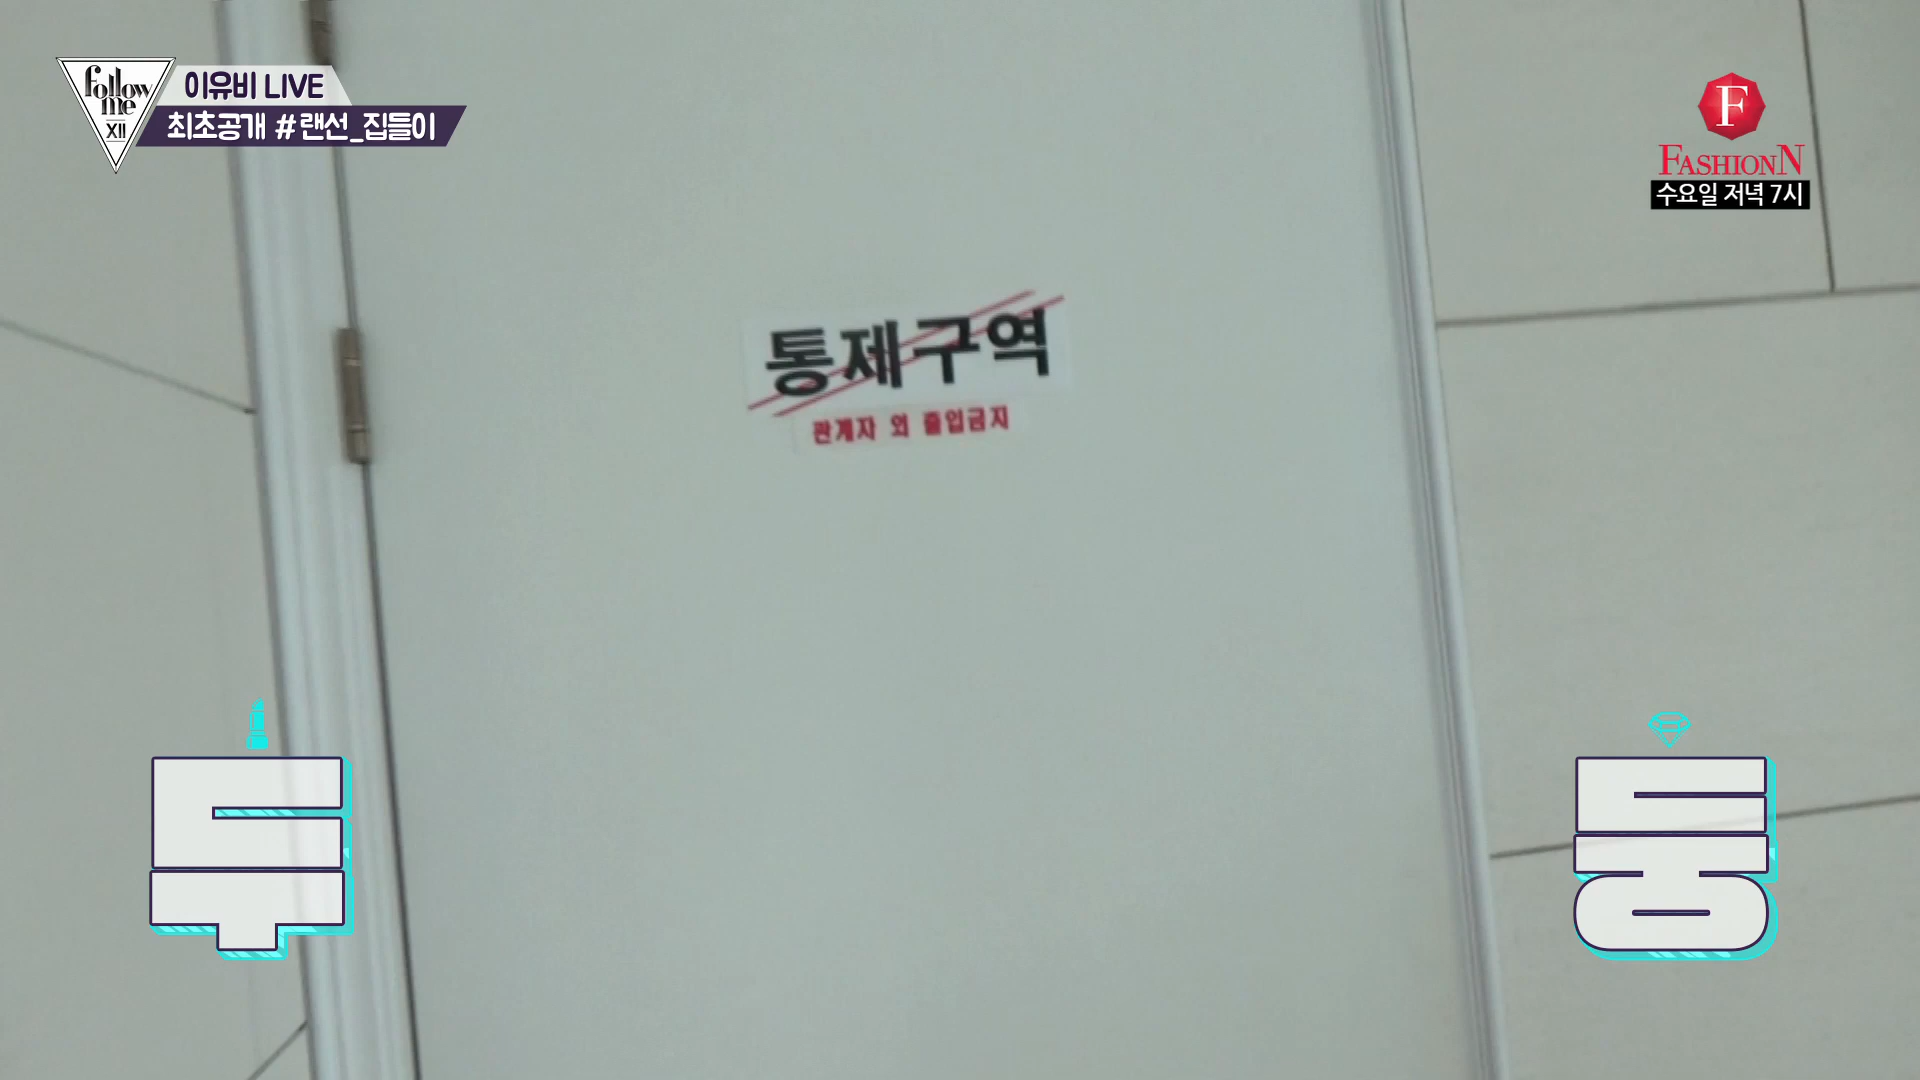 follow
me
XII
이유비 LIVE
최초공개 #랜선_집들이
F
FASHIONN
수요일 저녁 7시
통제구역
관계자 외 출입금지
두
둥